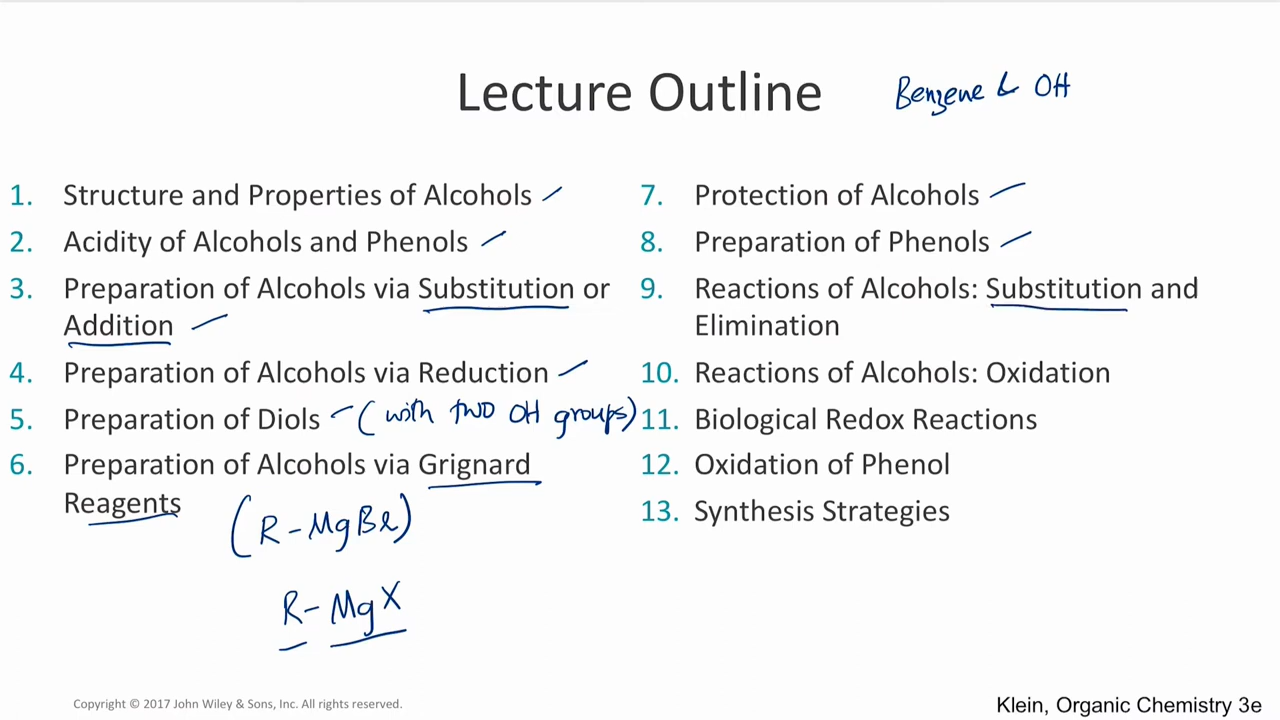 Lecture Outline
Benzene & OH
1. Structure and Properties of Alcohols
2. Acidity of Alcohols and Phenols
3. Preparation of Alcohols via Substitution or
Addition
4. Preparation of Alcohols via Reduction
5. Preparation of Diols (with two OH groups)
6. Preparation of Alcohols via Grignard
Reagents
(R-MgBr)
R-MgX
7. Protection of Alcohols
8. Preparation of Phenols
9. Reactions of Alcohols: Substitution and
Elimination
10. Reactions of Alcohols: Oxidation
11. Biological Redox Reactions
12. Oxidation of Phenol
13. Synthesis Strategies
Copyright © 2017 John Wiley & Sons, Inc. All rights reserved.
Klein, Organic Chemistry 3e